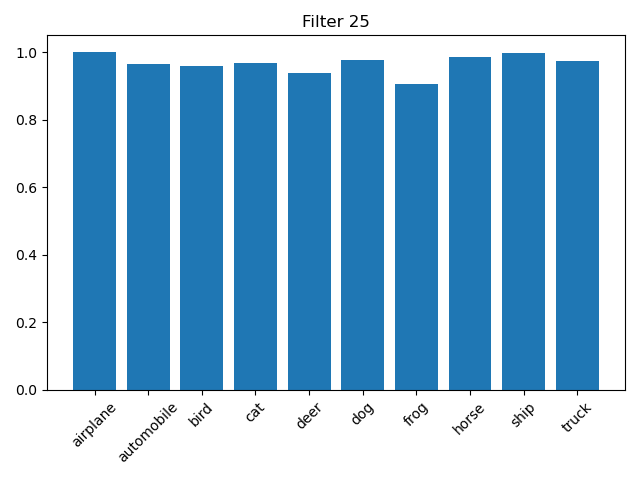 Filter 25
1.0
0.8
0.6
0.4
0.2
0.0
airplane
automobile
bird
cat
deer
dog
frog
horse
ship
truck